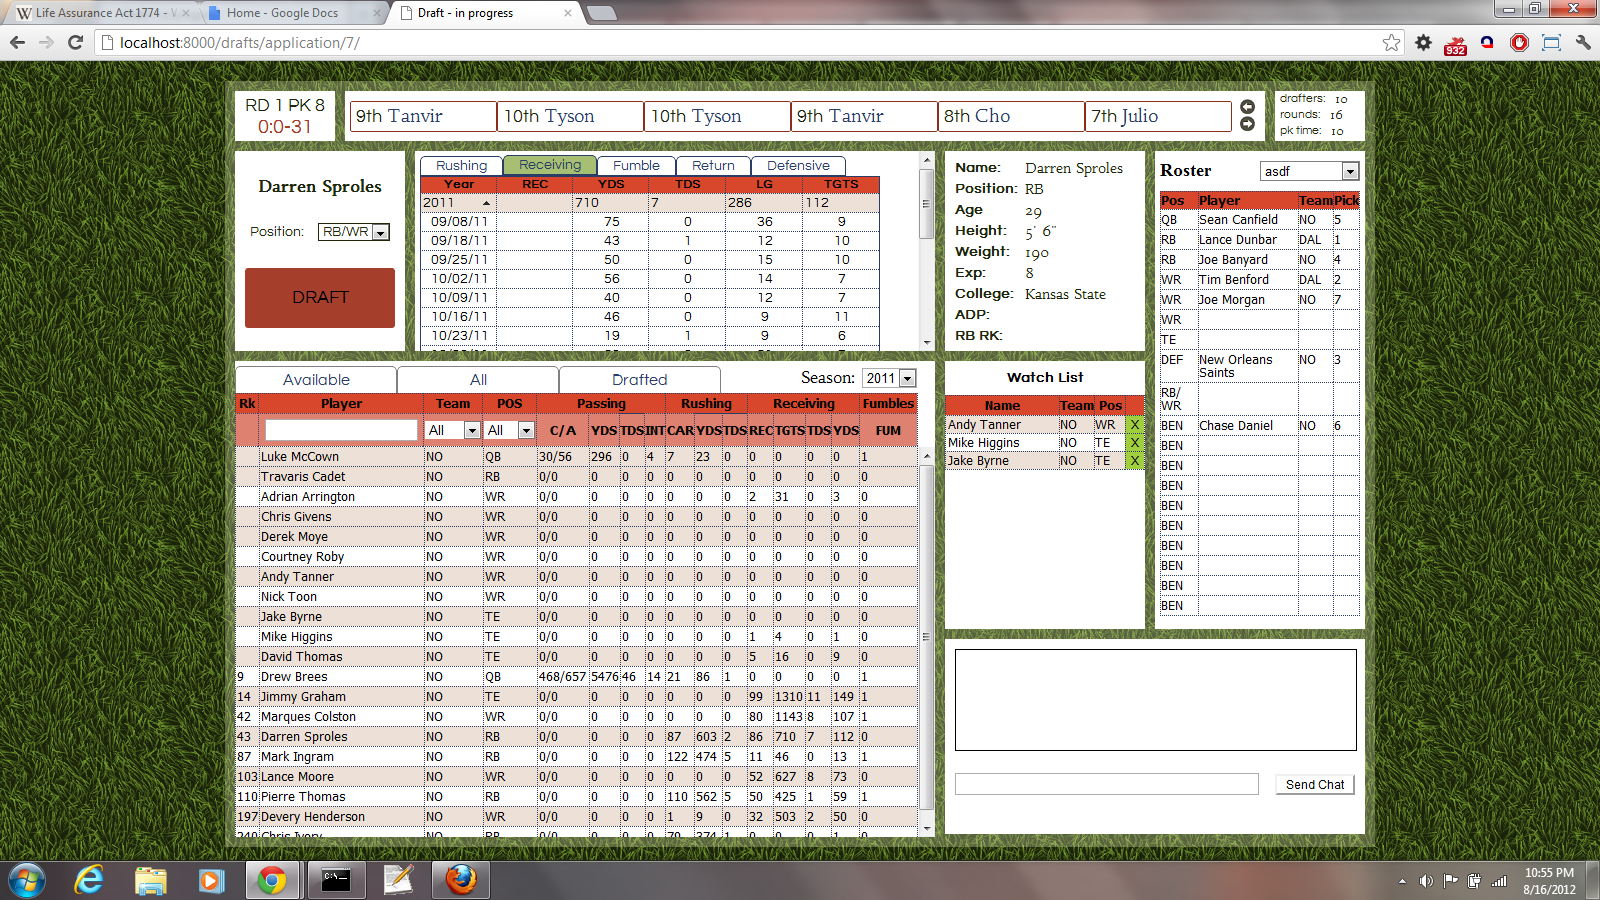 Life Assurance Act 1774 - W
Home - Google Docs
Draft - in progress
localhost:8000/drafts/application/7/
932
RD 1 PK 8
0:0-31
9th Tanvir
10th Tyson
10th Tyson
9th Tanvir
8th Cho
7th Julio
drafters: 10
rounds: 16
pk time: 10
Darren Sproles
Position: RB/WR
DRAFT
Rushing Receiving Fumble Return Defensive
Year REC YDS TDS LG TGTS
2011 710 7 286 112
09/08/11 75 0 36 9
09/18/11 43 1 12 10
09/25/11 50 0 15 10
10/02/11 56 0 14 7
10/09/11 40 0 12 7
10/16/11 46 0 9 11
10/23/11 19 1 9 6
Name: Darren Sproles
Position: RB
Age 29
Height: 5' 6"
Weight: 190
Exp: 8
College: Kansas State
ADP:
RB RK:
Roster asdf
Pos Player Team Pick
QB Sean Canfield NO 5
RB Lance Dunbar DAL 1
RB Joe Banyard NO 4
WR Tim Benford DAL 2
WR Joe Morgan NO 7
WR
TE
DEF New Orleans Saints NO 3
RB/
WR
BEN Chase Daniel NO 6
BEN
BEN
BEN
BEN
BEN
BEN
BEN
BEN
BEN
Available All Drafted Season: 2011
Rk Player Team POS Passing Rushing Receiving Fumbles
All All C/A YDS TDS INT CAR YDS TDS REC TGTS TDS YDS FUM
Luke McCown NO QB 30/56 296 0 4 7 23 0 0 0 0 0 1
Travaris Cadet NO RB 0/0 0 0 0 0 0 0 0 0 0 0 0
Adrian Arrington NO WR 0/0 0 0 0 0 0 0 2 31 0 3 0
Chris Givens NO WR 0/0 0 0 0 0 0 0 0 0 0 0 0
Derek Moye NO WR 0/0 0 0 0 0 0 0 0 0 0 0 0
Courtney Roby NO WR 0/0 0 0 0 0 0 0 0 0 0 0 0
Andy Tanner NO WR 0/0 0 0 0 0 0 0 0 0 0 0 0
Nick Toon NO WR 0/0 0 0 0 0 0 0 0 0 0 0 0
Jake Byrne NO TE 0/0 0 0 0 0 0 0 0 0 0 0 0
Mike Higgins NO TE 0/0 0 0 0 0 0 0 1 4 0 1 0
David Thomas NO TE 0/0 0 0 0 0 0 0 5 16 0 9 0
9 Drew Brees NO QB 468/657 5476 46 14 21 86 1 0 0 0 0 1
14 Jimmy Graham NO TE 0/0 0 0 0 0 0 0 99 1310 11 149 1
42 Marques Colston NO WR 0/0 0 0 0 0 0 0 80 1143 8 107 1
43 Darren Sproles NO RB 0/0 0 0 0 87 603 2 86 710 7 112 0
87 Mark Ingram NO RB 0/0 0 0 0 122 474 5 11 46 0 13 1
103 Lance Moore NO WR 0/0 0 0 0 0 0 0 52 627 8 73 0
110 Pierre Thomas NO RB 0/0 0 0 0 110 562 5 50 425 1 59 1
197 Devery Henderson NO WR 0/0 0 0 0 1 9 0 32 503 2 50 0
240 Chris Ivory NO RB 0/0 0 0 0 79 374 1 0 0 0 1 0
Watch List
Name Team Pos
Andy Tanner NO WR X
Mike Higgins NO TE X
Jake Byrne NO TE X
Send Chat
10:55 PM
8/16/2012